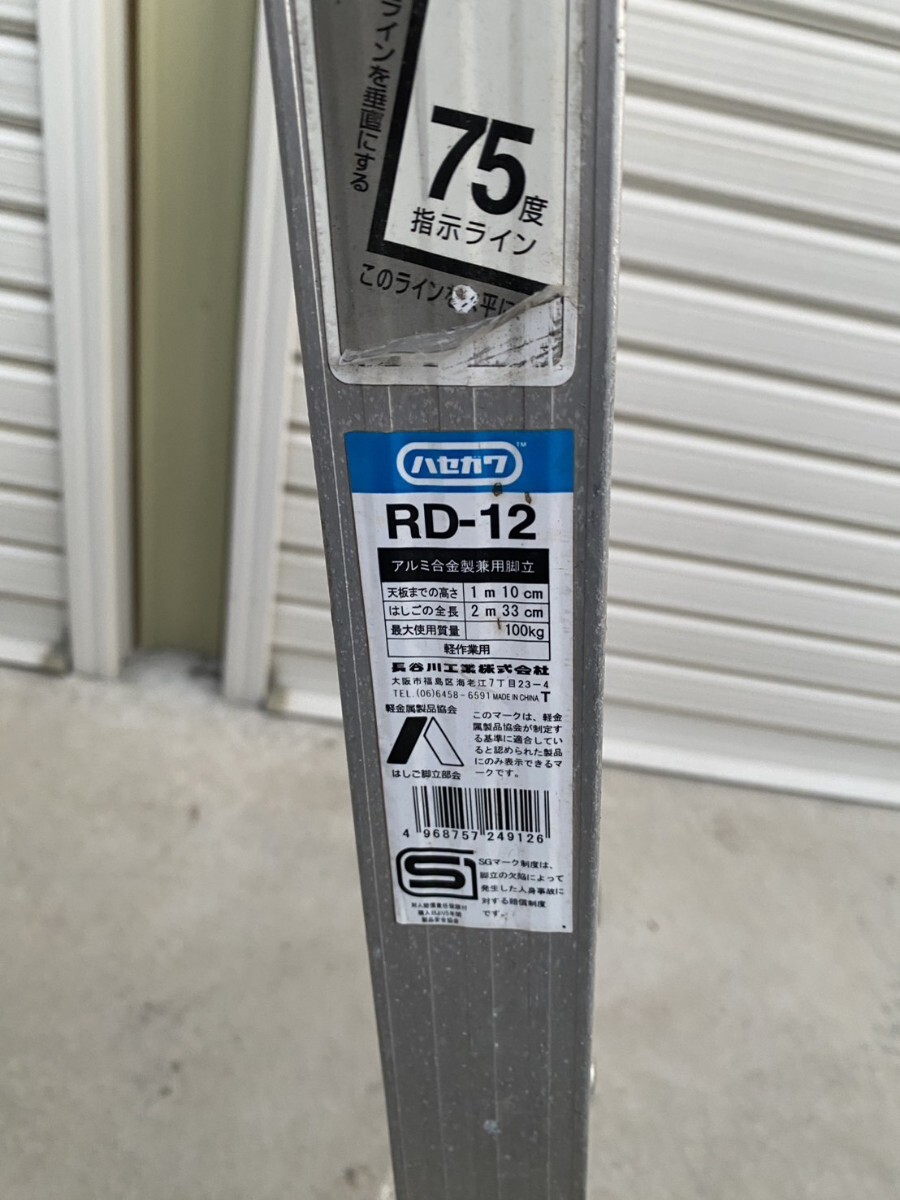 ラインを垂直にする
75度
指示ライン
このラインを水平に
ハセガワ™
RD-12
アルミ合金製兼用脚立
天板までの高さ 1m 10cm
はしごの全長 2m 33cm
最大使用質量 100kg
軽作業用
長谷川工業株式会社
大阪市福島区海老江7丁目23-4
TEL.(06)6458-6591 MADE IN CHINA T
軽金属製品協会
はしご脚立部会
このマークは、軽金
属製品協会が制定す
る基準に適合してい
ると認められた製品
にのみ表示できるマ
ークです。
4 968757 249126
SG
SGマーク制度は、
脚立の欠陥によって
発生した人身事故に
対する賠償制度
です。